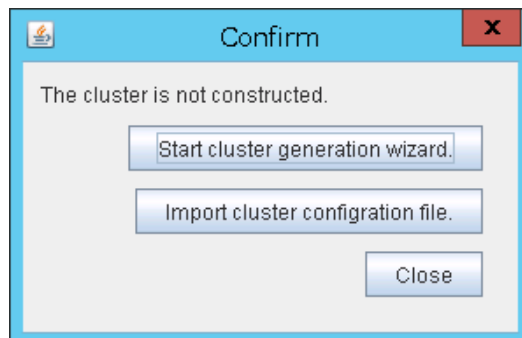 Confirm
x
The cluster is not constructed.
Start cluster generation wizard.
Import cluster configration file.
Close